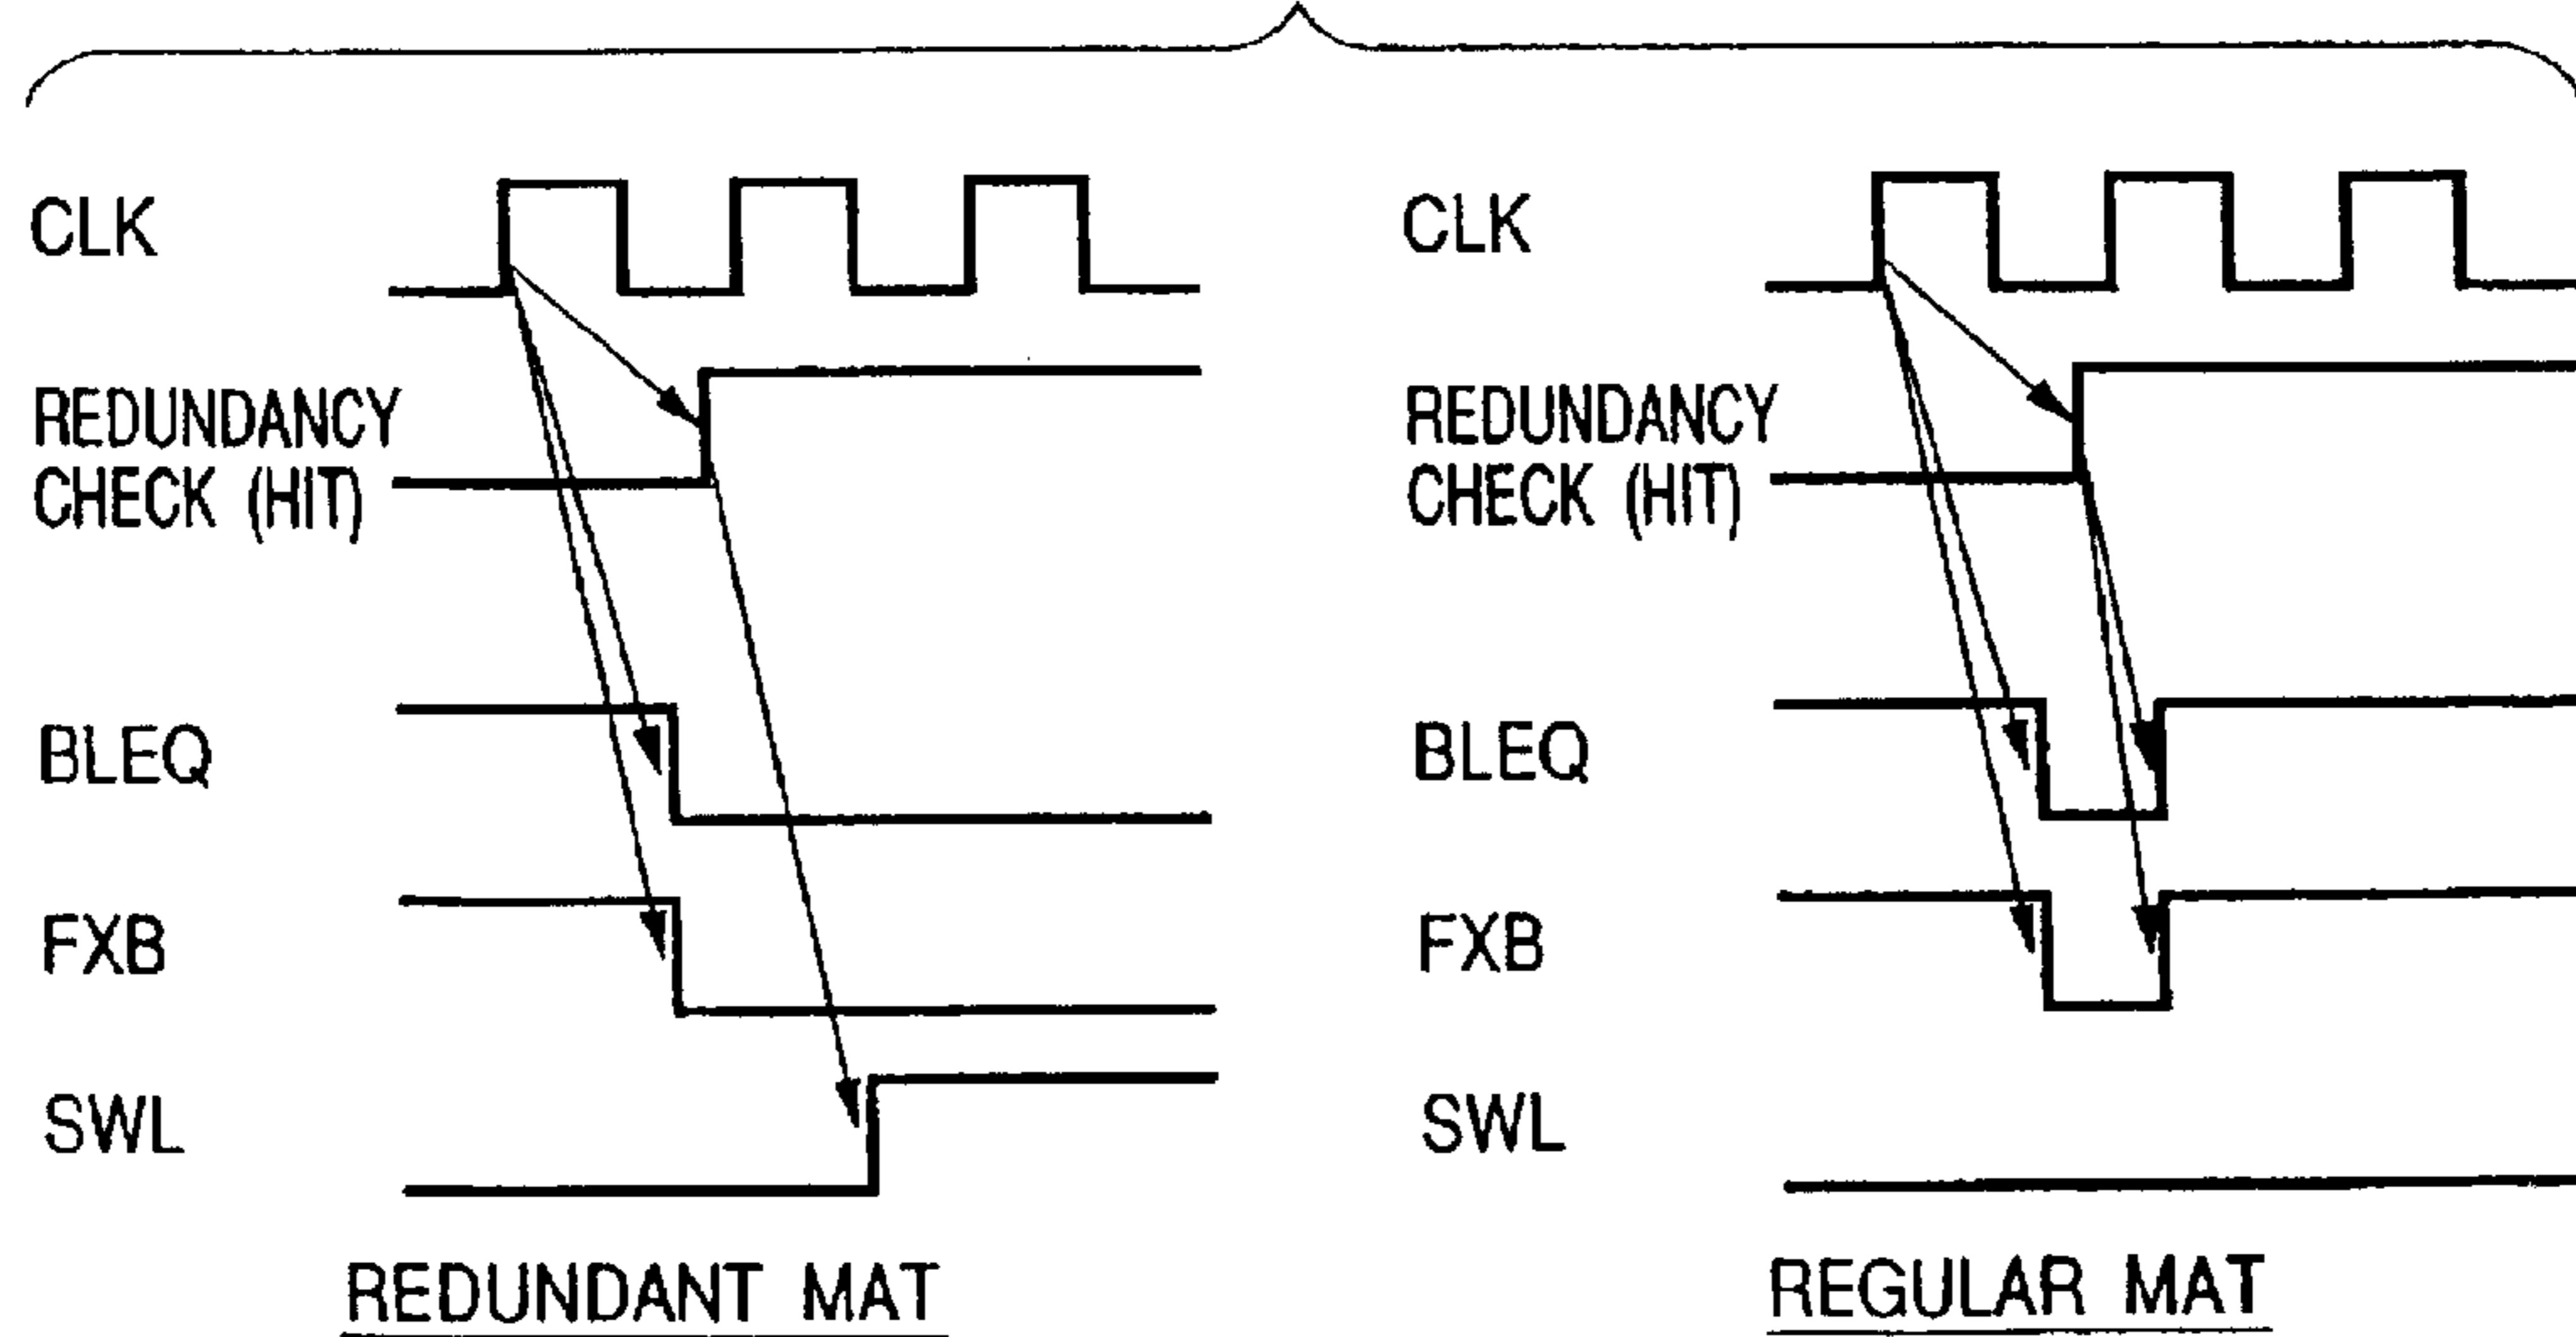 CLK
REDUNDANCY
CHECK (HIT)
BLEQ
FXB
SWL
REDUNDANT MAT
CLK
REDUNDANCY
CHECK (HIT)
BLEQ
FXB
SWL
REGULAR MAT